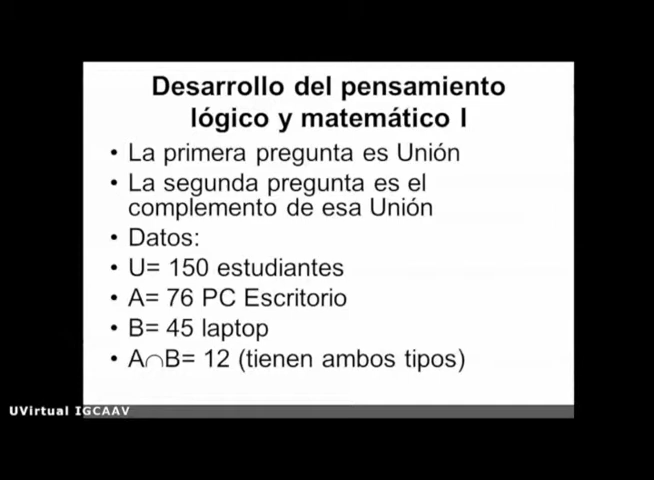 Desarrollo del pensamiento
lógico y matemático I
• La primera pregunta es Unión
• La segunda pregunta es el
complemento de esa Unión
• Datos:
• U= 150 estudiantes
• A= 76 PC Escritorio
• B= 45 laptop
• A∩B= 12 (tienen ambos tipos)
UVirtual IGCAAV